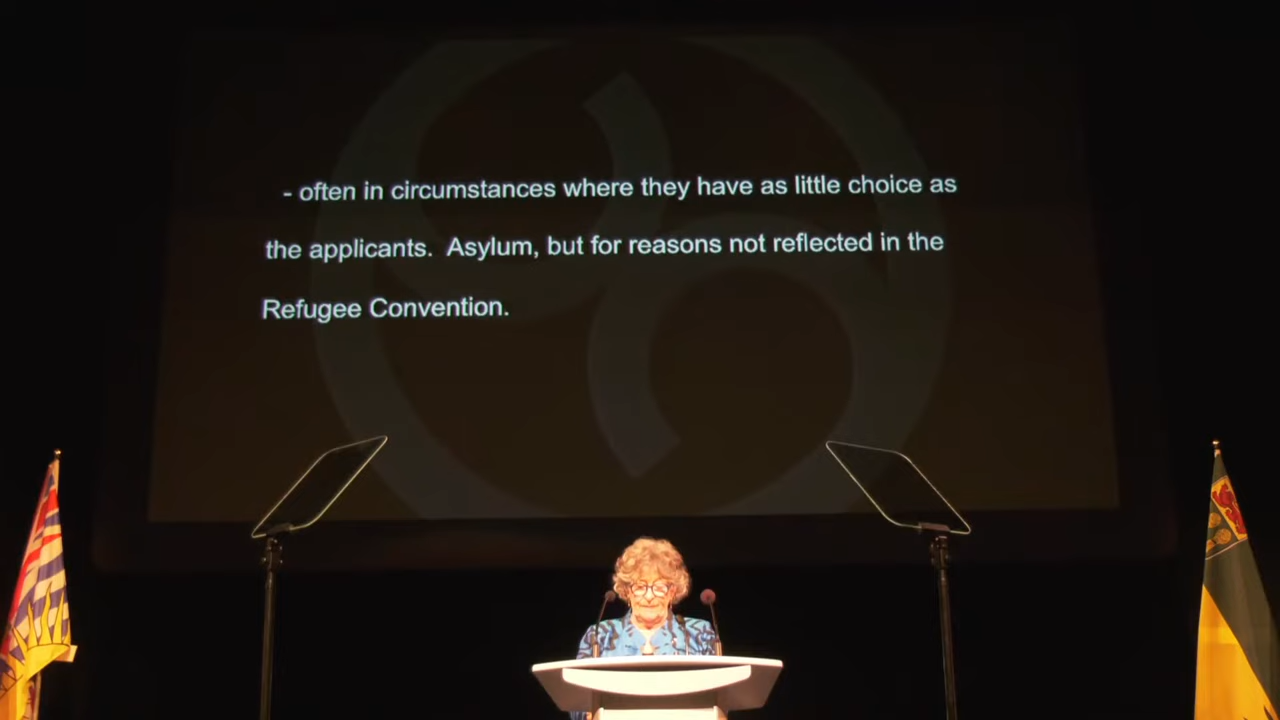 - often in circumstances where they have as little choice as
the applicants.  Asylum, but for reasons not reflected in the
Refugee Convention.